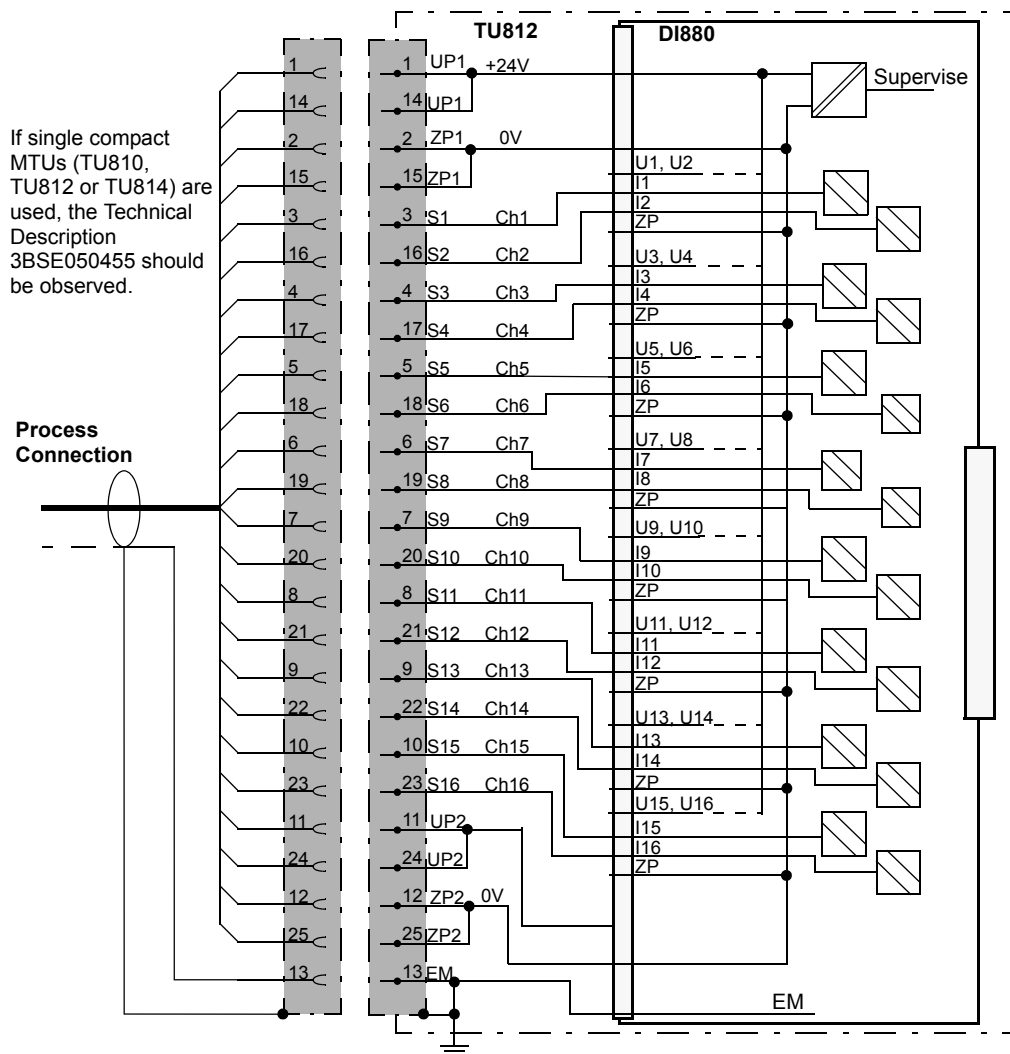 TU812
DI880
If single compact
MTUs (TU810,
TU812 or TU814) are
used, the Technical
Description
3BSE050455 should
be observed.
Process
Connection
1
14
2
15
3
16
4
17
5
18
6
19
7
20
8
21
9
22
10
23
11
24
12
25
13
1 UP1 +24V
14 UP1
2 ZP1 0V
15 ZP1
3 S1 Ch1
16 S2 Ch2
4 S3 Ch3
17 S4 Ch4
5 S5 Ch5
18 S6 Ch6
6 S7 Ch7
19 S8 Ch8
7 S9 Ch9
20 S10 Ch10
8 S11 Ch11
21 S12 Ch12
9 S13 Ch13
22 S14 Ch14
10 S15 Ch15
23 S16 Ch16
11 UP2
24 UP2
12 ZP2 0V
25 ZP2
13 EM
Supervise
U1, U2
I1
I2
ZP
U3, U4
I3
I4
ZP
U5, U6
I5
I6
ZP
U7, U8
I7
I8
ZP
U9, U10
I9
I10
ZP
U11, U12
I11
I12
ZP
U13, U14
I13
I14
ZP
U15, U16
I15
I16
ZP
EM